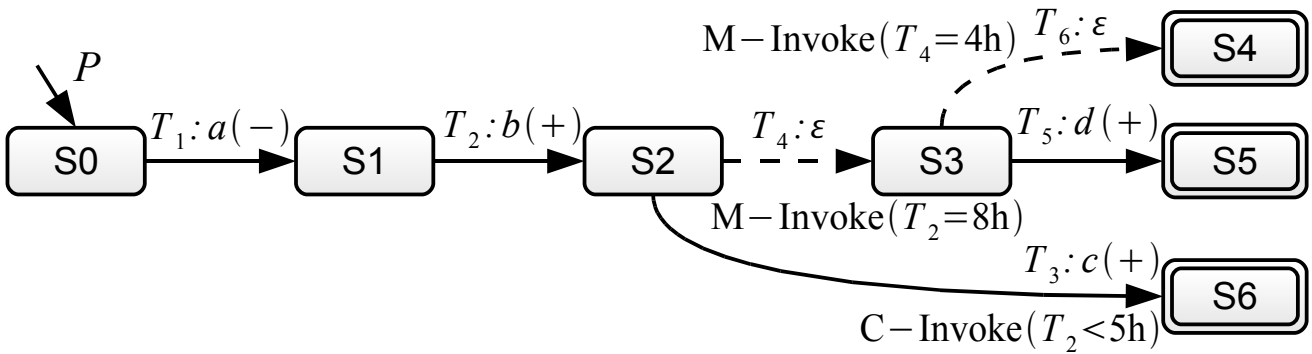 M−Invoke(T₄=4h) T₆:ε
S4
P
S0
T₁:a(−)
S1
T₂:b(+)
S2
T₄:ε
S3
T₅:d(+)
S5
M−Invoke(T₂=8h)
T₃:c(+)
S6
C−Invoke(T₂<5h)